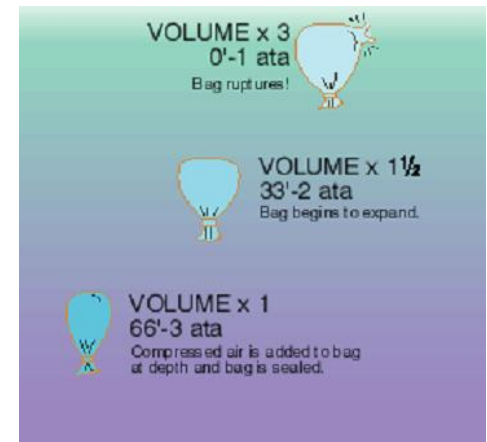 VOLUME x 3
0'-1 ata
Bag ruptures!
VOLUME x 1½
33'-2 ata
Bag begins to expand.
VOLUME x 1
66'-3 ata
Compressed air is added to bag
at depth and bag is sealed.